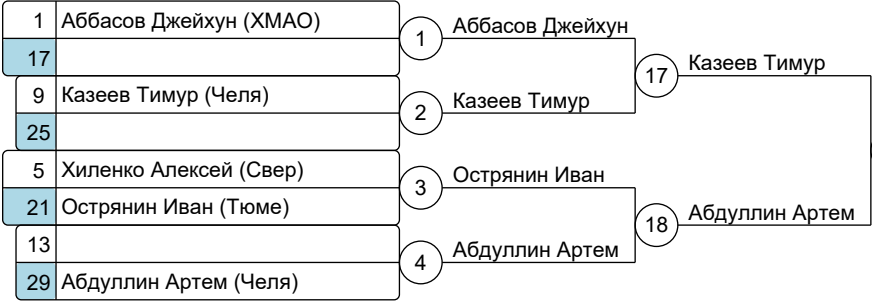 1 Аббасов Джейхун (ХМАО)
17
9 Казеев Тимур (Челя)
25
5 Хиленко Алексей (Свер)
21 Острянин Иван (Тюме)
13
29 Абдуллин Артем (Челя)
1 Аббасов Джейхун
2 Казеев Тимур
3 Острянин Иван
4 Абдуллин Артем
17 Казеев Тимур
18 Абдуллин Артем